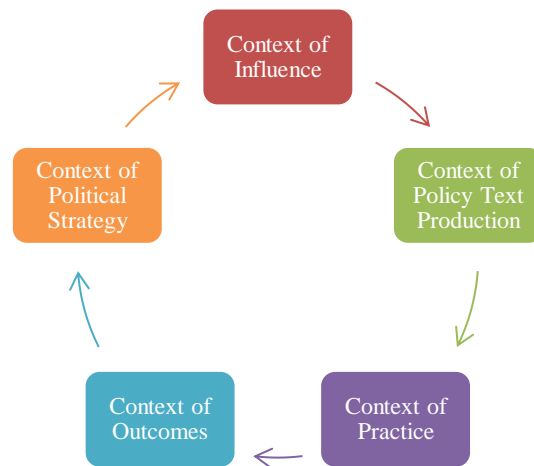 Context of
Influence
Context of
Policy Text
Production
Context of
Practice
Context of
Outcomes
Context of
Political
Strategy